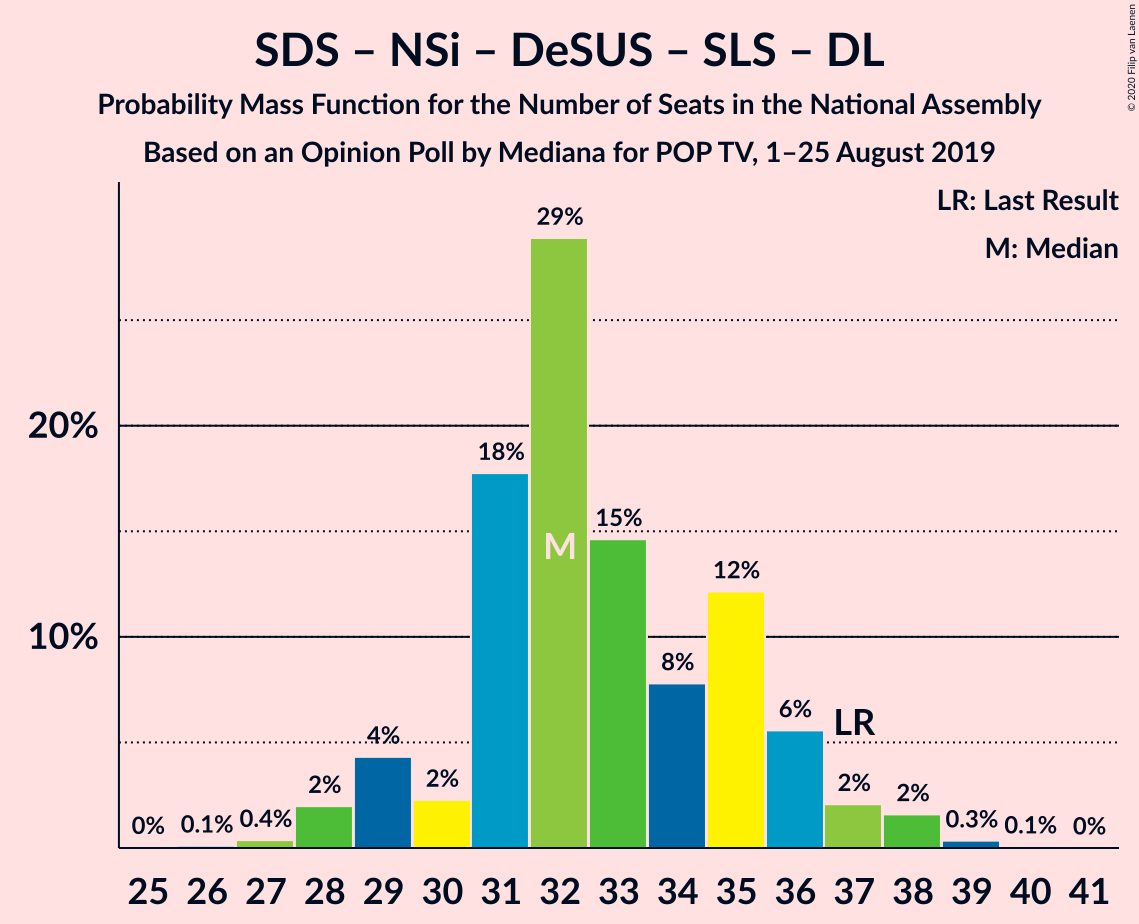 SDS – NSi – DeSUS – SLS – DL
Probability Mass Function for the Number of Seats in the National Assembly
Based on an Opinion Poll by Mediana for POP TV, 1–25 August 2019
© 2020 Filip van Laenen
LR: Last Result
M: Median
20%
10%
0%
0.1%
0.4%
2%
4%
2%
18%
29%
M
15%
8%
12%
6%
LR
2%
2%
0.3%
0.1%
0%
25 26 27 28 29 30 31 32 33 34 35 36 37 38 39 40 41